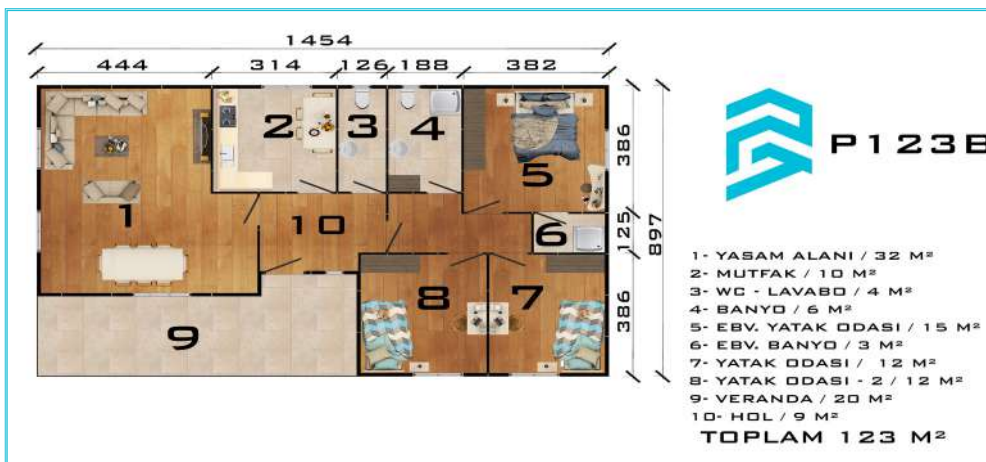 1454
444 314 126 188 382
1
2
3
4
5
6
7
8
9
10
386
125
386
897
P123B
1- YAŞAM ALANI / 32 M²
2- MUTFAK / 10 M²
3- WC - LAVABO / 4 M²
4- BANYO / 6 M²
5- EBV. YATAK ODASI / 15 M²
6- EBV. BANYO / 3 M²
7- YATAK ODASI / 12 M²
8- YATAK ODASI - 2 / 12 M²
9- VERANDA / 20 M²
10- HOL / 9 M²
TOPLAM 123 M²